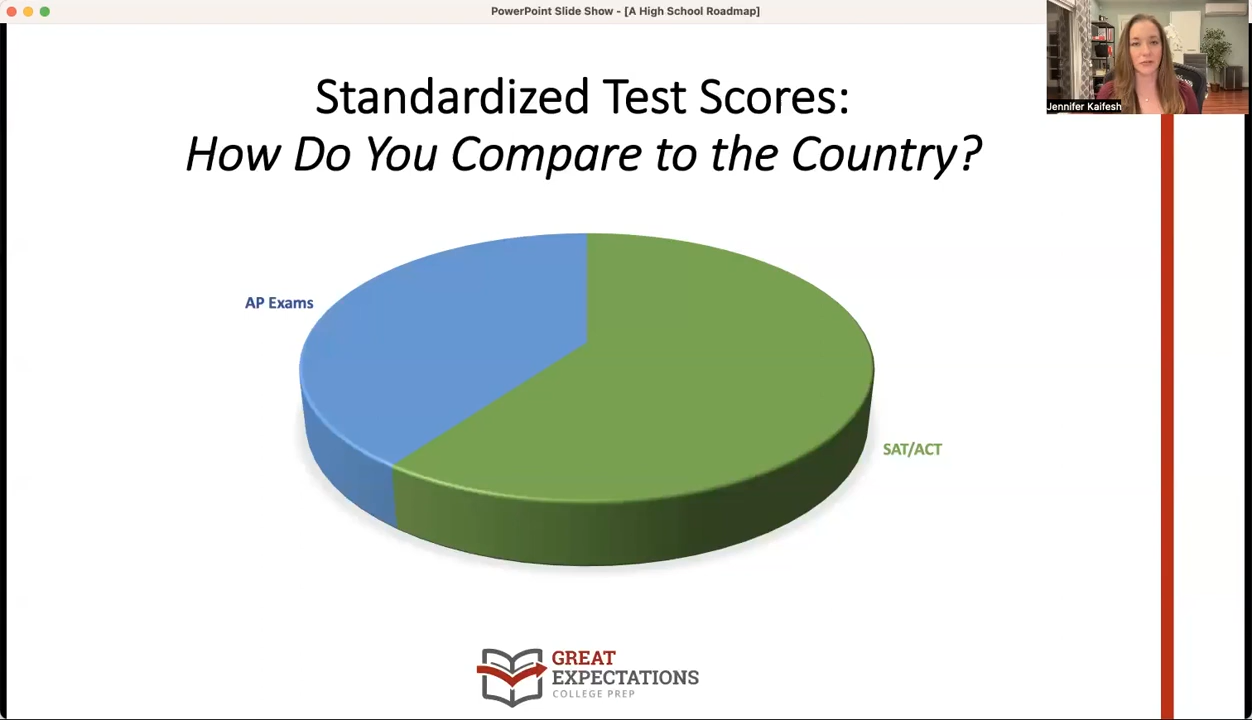 PowerPoint Slide Show - [A High School Roadmap]
Jennifer Kaifesh
Standardized Test Scores:
How Do You Compare to the Country?
AP Exams
SAT/ACT
GREAT
EXPECTATIONS
COLLEGE PREP